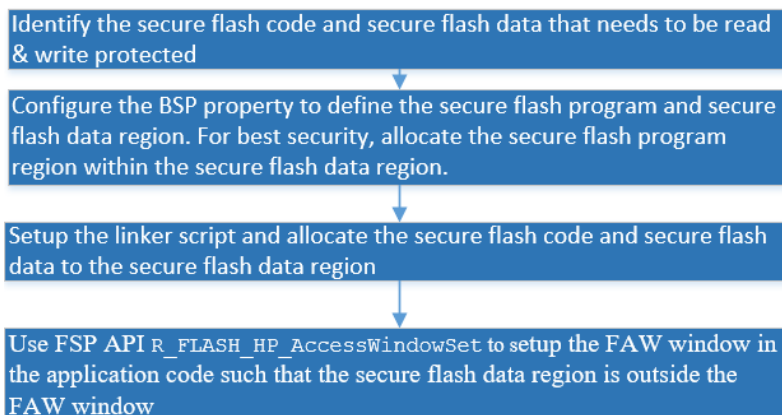 Identify the secure flash code and secure flash data that needs to be read
& write protected
Configure the BSP property to define the secure flash program and secure
flash data region. For best security, allocate the secure flash program
region within the secure flash data region.
Setup the linker script and allocate the secure flash code and secure flash
data to the secure flash data region
Use FSP API R_FLASH_HP_AccessWindowSet to setup the FAW window in
the application code such that the secure flash data region is outside the
FAW window